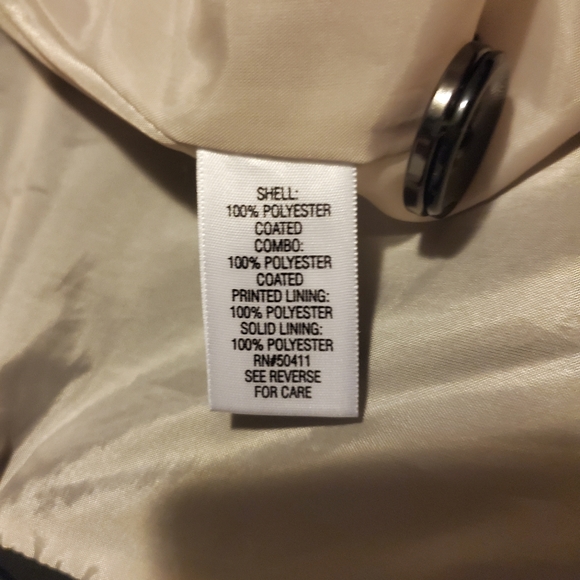 SHELL:
100% POLYESTER
COATED
COMBO:
100% POLYESTER
COATED
PRINTED LINING:
100% POLYESTER
SOLID LINING:
100% POLYESTER
RN#50411
SEE REVERSE
FOR CARE